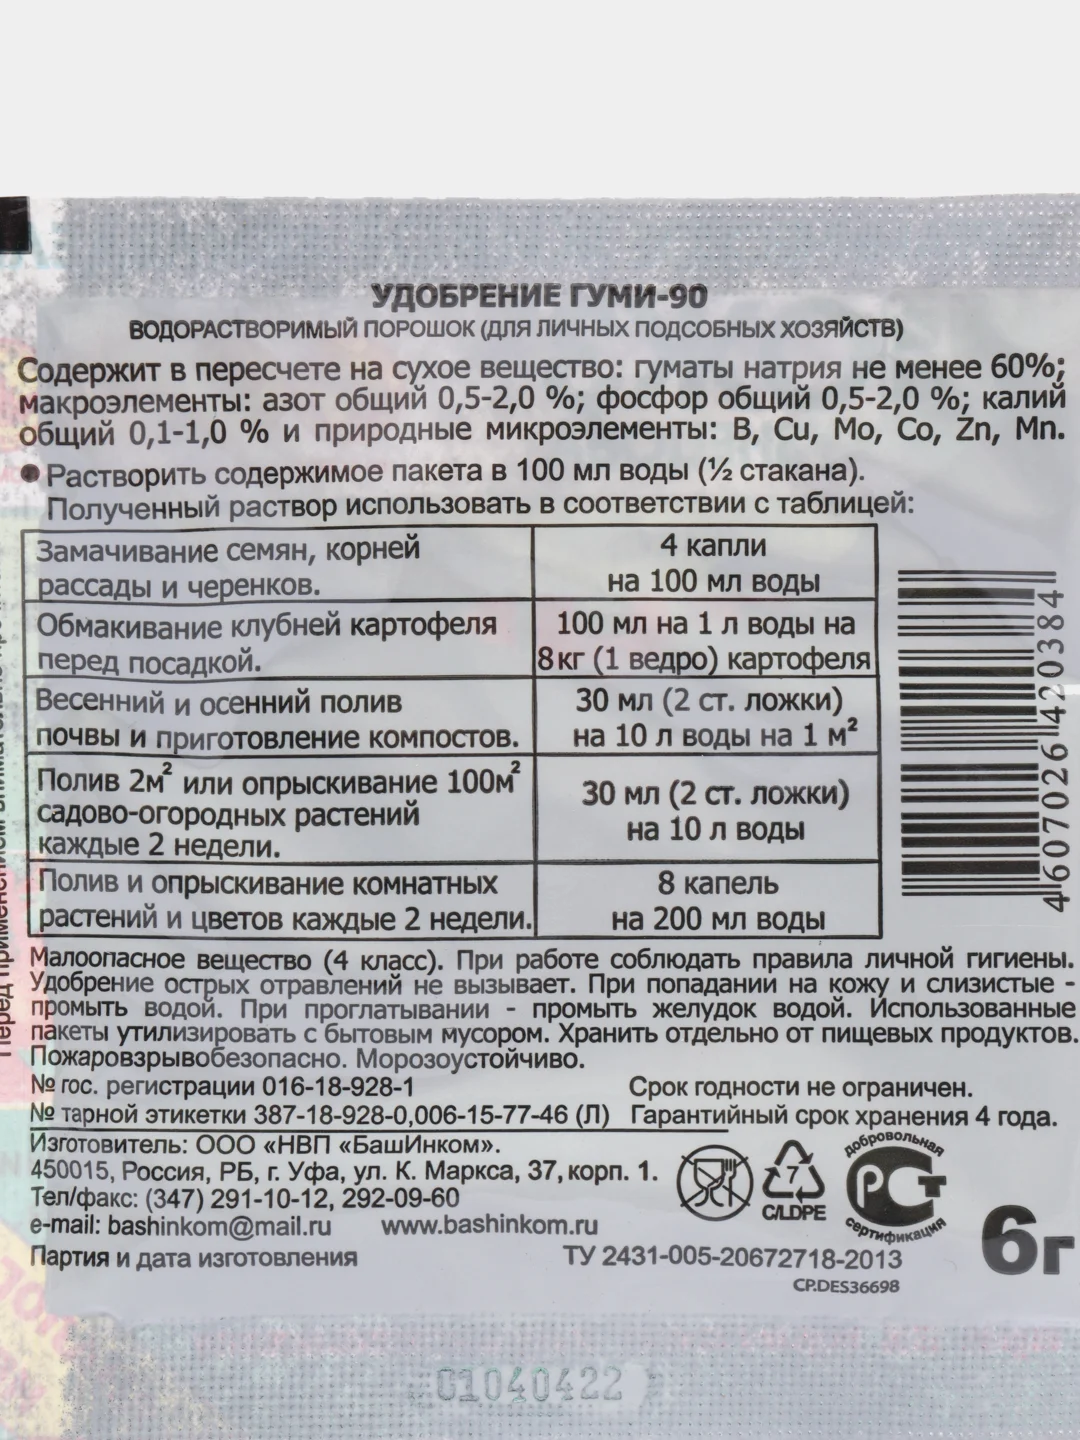 УДОБРЕНИЕ ГУМИ-90
ВОДОРАСТВОРИМЫЙ ПОРОШОК (ДЛЯ ЛИЧНЫХ ПОДСОБНЫХ ХОЗЯЙСТВ)
Содержит в пересчете на сухое вещество: гуматы натрия не менее 60%;
макроэлементы: азот общий 0,5-2,0 %; фосфор общий 0,5-2,0 %; калий
общий 0,1-1,0 % и природные микроэлементы: B, Cu, Mo, Co, Zn, Mn.
● Растворить содержимое пакета в 100 мл воды (½ стакана).
Полученный раствор использовать в соответствии с таблицей:
Замачивание семян, корней
рассады и черенков.
4 капли
на 100 мл воды
Обмакивание клубней картофеля
перед посадкой.
100 мл на 1 л воды на
8кг (1 ведро) картофеля
Весенний и осенний полив
почвы и приготовление компостов.
30 мл (2 ст. ложки)
на 10 л воды на 1 м²
Полив 2м² или опрыскивание 100м²
садово-огородных растений
каждые 2 недели.
30 мл (2 ст. ложки)
на 10 л воды
Полив и опрыскивание комнатных
растений и цветов каждые 2 недели.
8 капель
на 200 мл воды
4 607026 420384
Малоопасное вещество (4 класс). При работе соблюдать правила личной гигиены.
Удобрение острых отравлений не вызывает. При попадании на кожу и слизистые -
промыть водой. При проглатывании - промыть желудок водой. Использованные
пакеты утилизировать с бытовым мусором. Хранить отдельно от пищевых продуктов.
Пожаровзрывобезопасно. Морозоустойчиво.
№ гос. регистрации 016-18-928-1
Срок годности не ограничен.
№ тарной этикетки 387-18-928-0,006-15-77-46 (Л)
Гарантийный срок хранения 4 года.
Изготовитель: ООО «НВП «БашИнком».
450015, Россия, РБ, г. Уфа, ул. К. Маркса, 37, корп. 1.
Тел/факс: (347) 291-10-12, 292-09-60
e-mail: bashinkom@mail.ru www.bashinkom.ru
Партия и дата изготовления
ТУ 2431-005-20672718-2013
CP.DES36698
7
C/LDPE
добровольная
РСТ
сертификация
6г
Перед применением внимательно
01040422